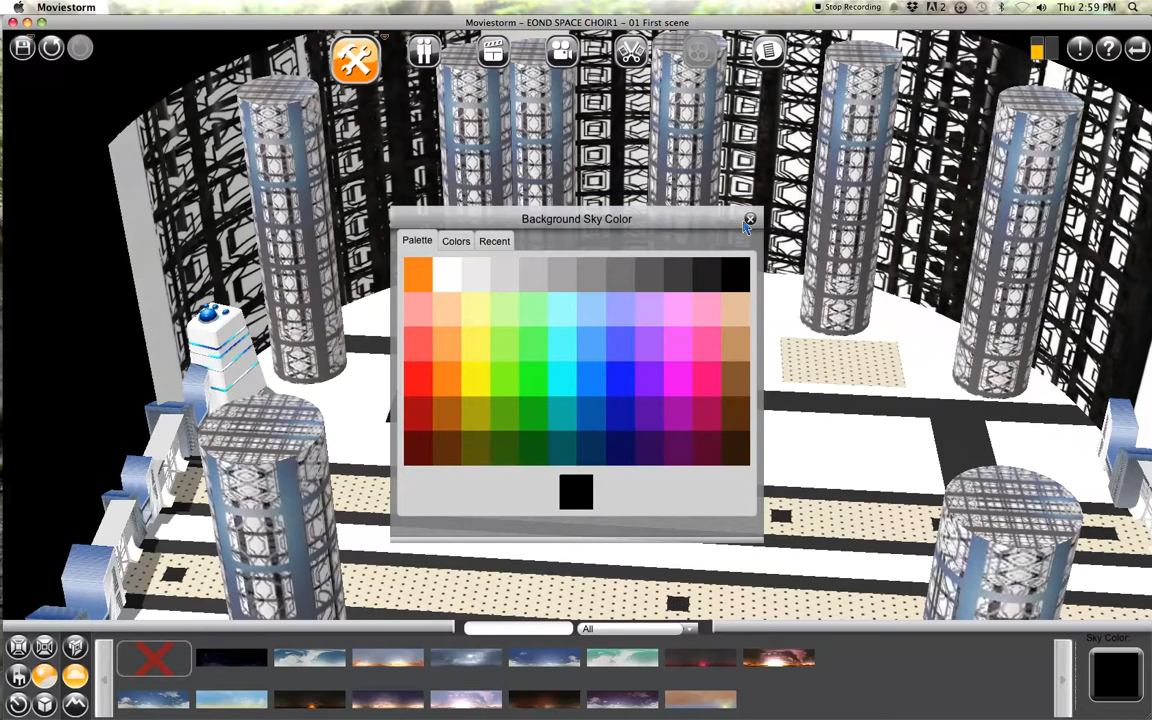 Moviestorm
Stop Recording
2
Thu 2:59 PM
Moviestorm - EOND SPACE CHOIR1 - 01 First scene
Background Sky Color
Palette
Colors
Recent
All
Sky Color: